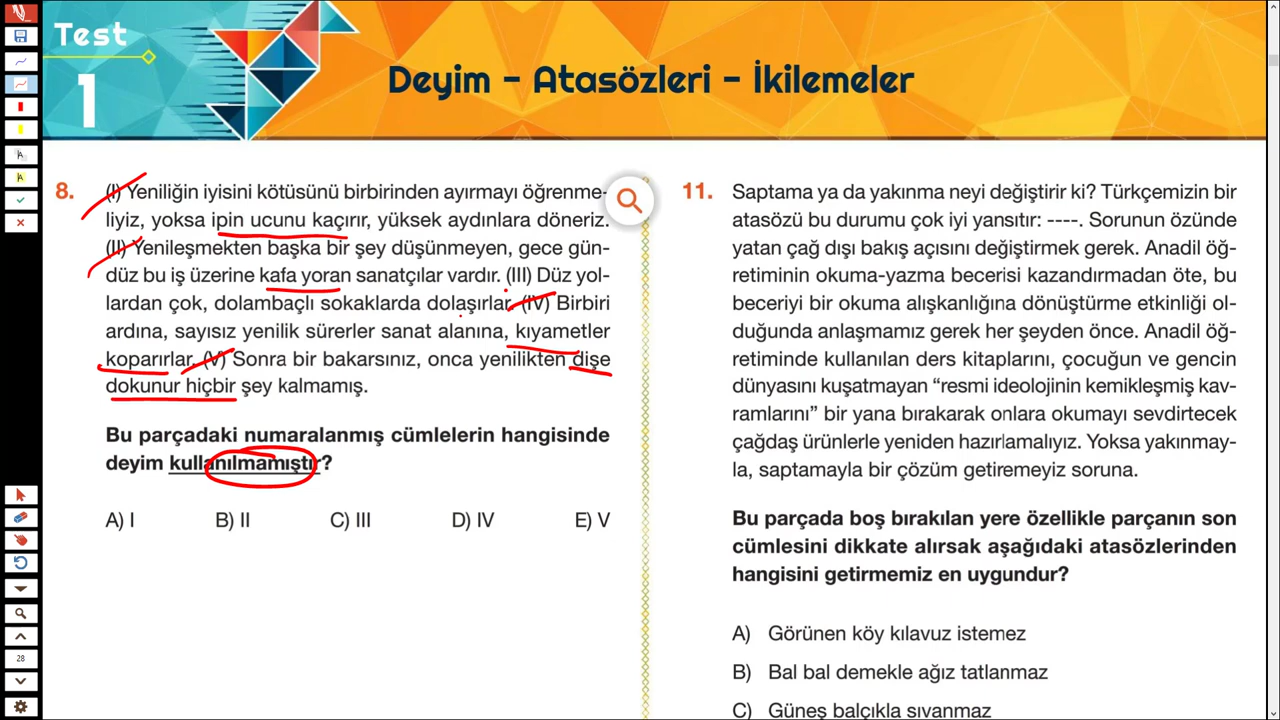 Test
1
Deyim - Atasözleri - İkilemeler
8. (I) Yeniliğin iyisini kötüsünü birbirinden ayırmayı öğrenme-
liyiz, yoksa ipin ucunu kaçırır, yüksek aydınlara döneriz.
(II) Yenileşmekten başka bir şey düşünmeyen, gece gün-
düz bu iş üzerine kafa yoran sanatçılar vardır. (III) Düz yol-
lardan çok, dolambaçlı sokaklarda dolaşırlar. (IV) Birbiri
ardına, sayısız yenilik sürerler sanat alanına, kıyametler
koparırlar. (V) Sonra bir bakarsınız, onca yenilikten dişe
dokunur hiçbir şey kalmamış.
Bu parçadaki numaralanmış cümlelerin hangisinde
deyim kullanılmamıştır?
A) I B) II C) III D) IV E) V
11. Saptama ya da yakınma neyi değiştirir ki? Türkçemizin bir
atasözü bu durumu çok iyi yansıtır: ----. Sorunun özünde
yatan çağ dışı bakış açısını değiştirmek gerek. Anadil öğ-
retiminin okuma-yazma becerisi kazandırmadan öte, bu
beceriyi bir okuma alışkanlığına dönüştürme etkinliği ol-
duğunda anlaşmamız gerek her şeyden önce. Anadil öğ-
retiminde kullanılan ders kitaplarını, çocuğun ve gencin
dünyasını kuşatmayan “resmi ideolojinin kemikleşmiş kav-
ramlarını” bir yana bırakarak onlara okumayı sevdirtecek
çağdaş ürünlerle yeniden hazırlamalıyız. Yoksa yakınmay-
la, saptamayla bir çözüm getiremeyiz soruna.
Bu parçada boş bırakılan yere özellikle parçanın son
cümlesini dikkate alırsak aşağıdaki atasözlerinden
hangisini getirmemiz en uygundur?
A) Görünen köy kılavuz istemez
B) Bal bal demekle ağız tatlanmaz
C) Güneş balçıkla sıvanmaz
28